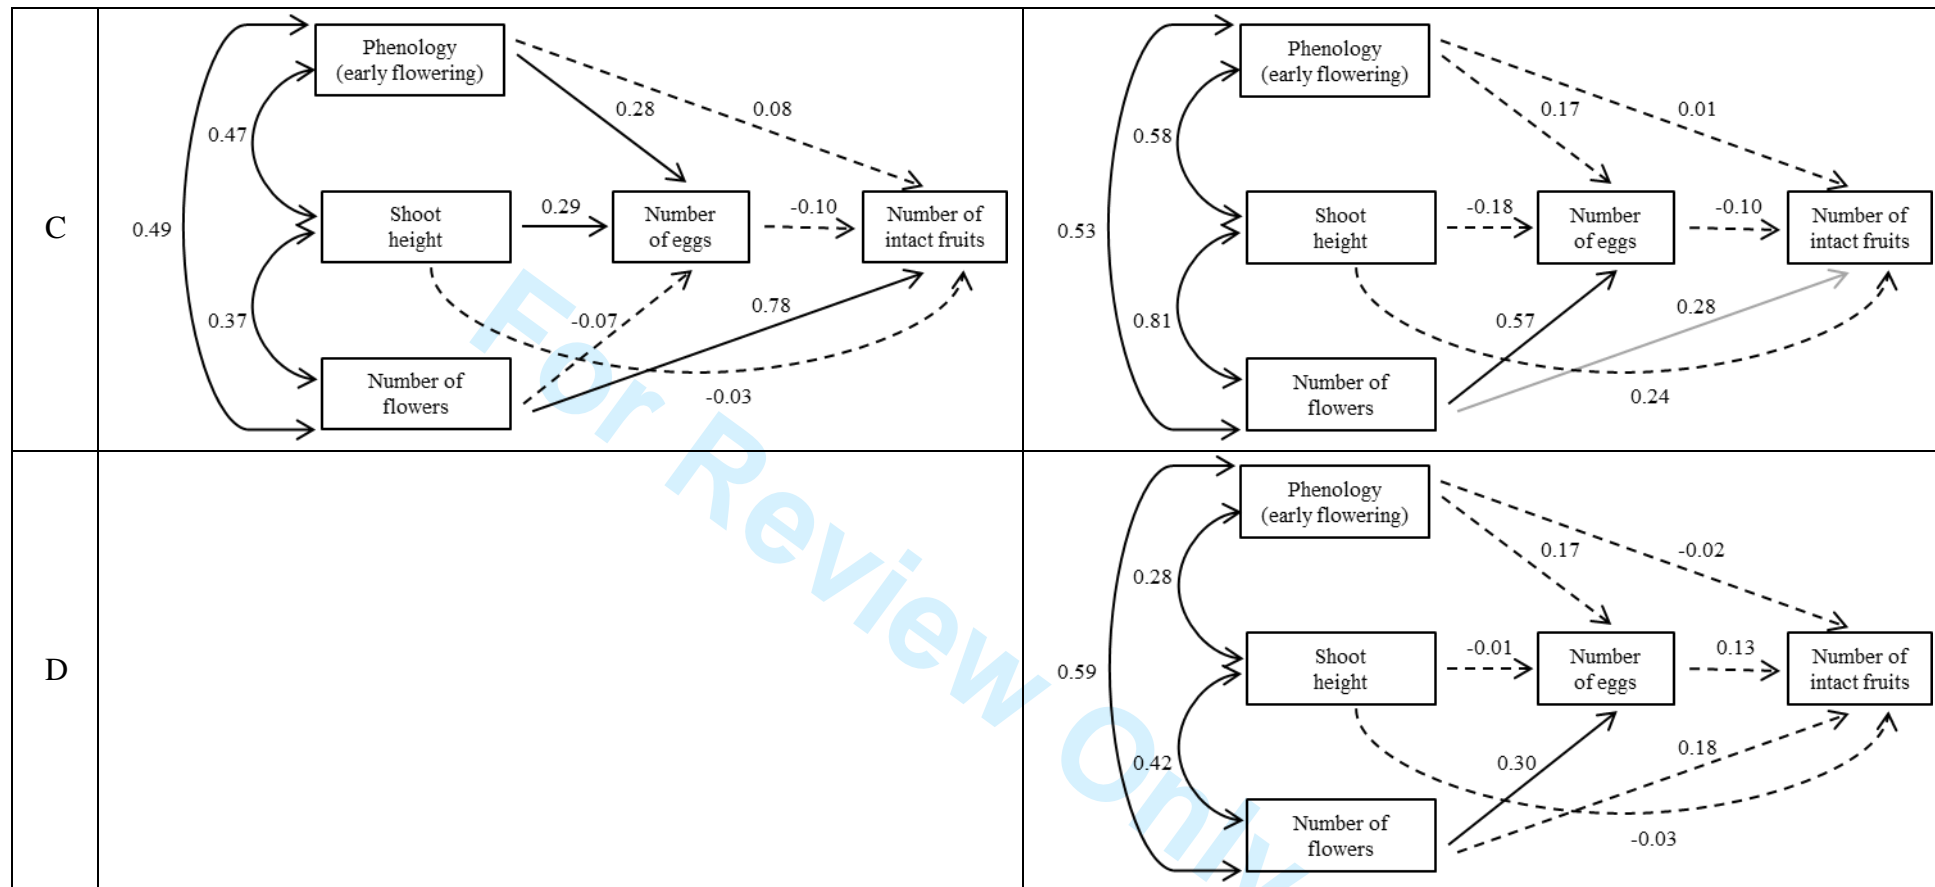 C
Phenology
(early flowering)
0.28
0.08
0.47
0.49
Shoot
height
0.29
Number
of eggs
-0.10
Number of
intact fruits
0.37
-0.07
0.78
Number of
flowers
-0.03
Phenology
(early flowering)
0.17
0.01
0.58
0.53
Shoot
height
-0.18
Number
of eggs
-0.10
Number of
intact fruits
0.81
0.57
0.28
Number of
flowers
0.24
D
Phenology
(early flowering)
0.17
-0.02
0.28
0.59
Shoot
height
-0.01
Number
of eggs
0.13
Number of
intact fruits
0.42
0.30
0.18
Number of
flowers
-0.03
For Review Only